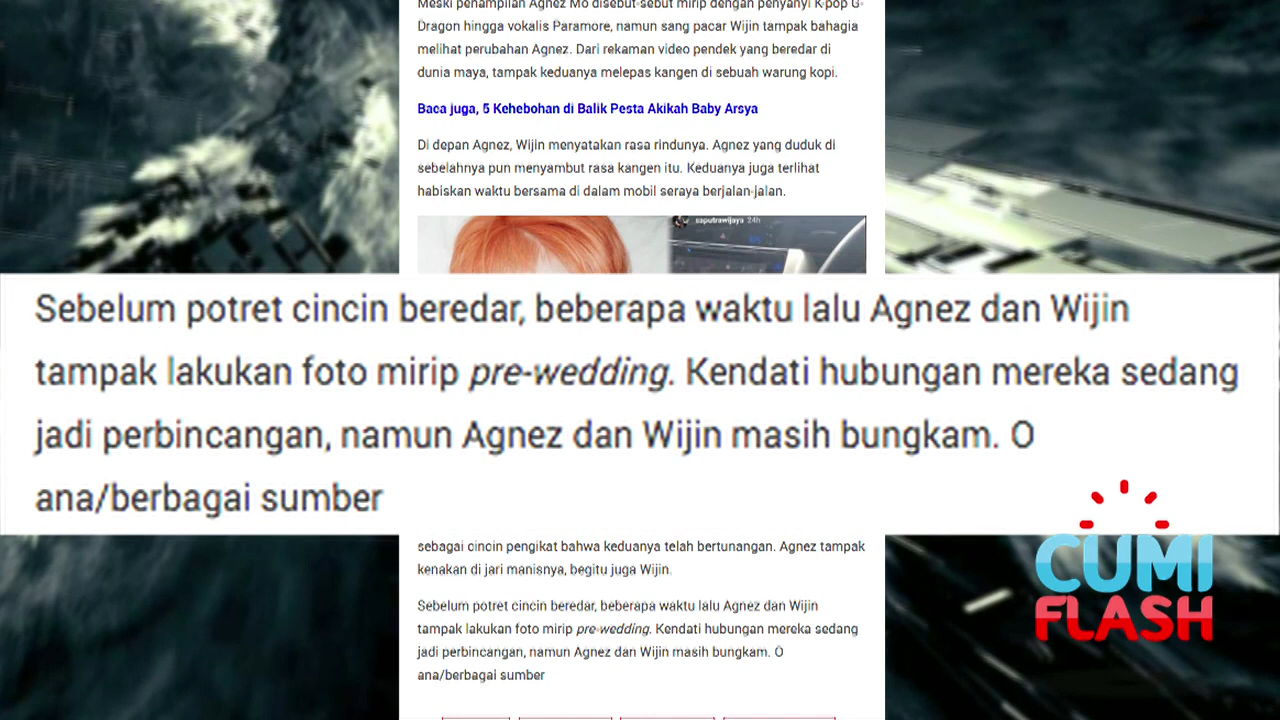 Meski penampilan Agnez Mo disebut-sebut mirip dengan penyanyi K-pop G-
Dragon hingga vokalis Paramore, namun sang pacar Wijin tampak bahagia
melihat perubahan Agnez. Dari rekaman video pendek yang beredar di
dunia maya, tampak keduanya melepas kangen di sebuah warung kopi.
Baca juga, 5 Kehebohan di Balik Pesta Akikah Baby Arsya
Di depan Agnez, Wijin menyatakan rasa rindunya. Agnez yang duduk di
sebelahnya pun menyambut rasa kangen itu. Keduanya juga terlihat
habiskan waktu bersama di dalam mobil seraya berjalan-jalan.
saputrawijaya 24h
Sebelum potret cincin beredar, beberapa waktu lalu Agnez dan Wijin
tampak lakukan foto mirip pre-wedding. Kendati hubungan mereka sedang
jadi perbincangan, namun Agnez dan Wijin masih bungkam. O
ana/berbagai sumber
sebagai cincin pengikat bahwa keduanya telah bertunangan. Agnez tampak
kenakan di jari manisnya, begitu juga Wijin.
Sebelum potret cincin beredar, beberapa waktu lalu Agnez dan Wijin
tampak lakukan foto mirip pre-wedding. Kendati hubungan mereka sedang
jadi perbincangan, namun Agnez dan Wijin masih bungkam. O
ana/berbagai sumber
CUMI
FLASH